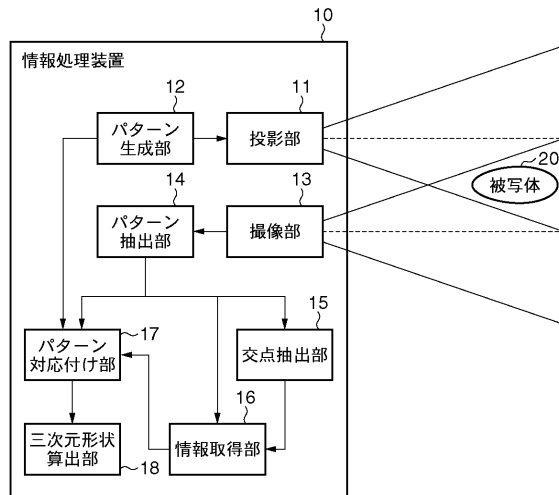 10
情報処理装置
12
パターン
生成部
11
投影部
20
被写体
14
パターン
抽出部
13
撮像部
17
パターン
対応付け部
15
交点抽出部
16
情報取得部
三次元形状
算出部
18